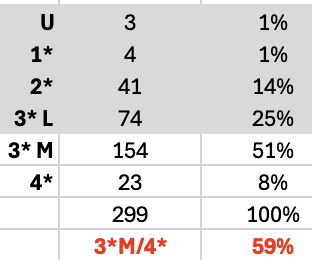 U 3 1%
1* 4 1%
2* 41 14%
3* L 74 25%
3* M 154 51%
4* 23 8%
299 100%
3*M/4* 59%